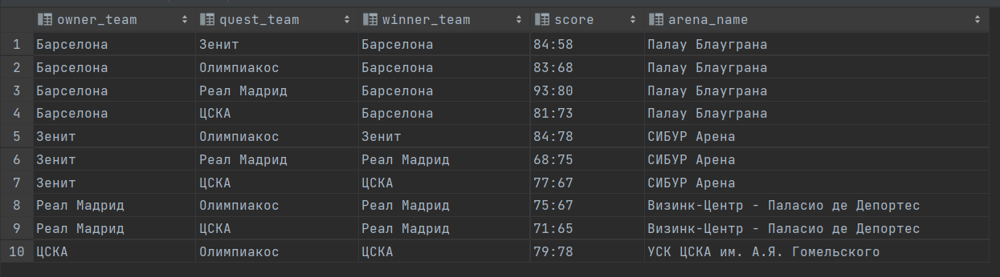 owner_team quest_team winner_team score arena_name
1 Барселона Зенит Барселона 84:58 Палау Блауграна
2 Барселона Олимпиакос Барселона 83:68 Палау Блауграна
3 Барселона Реал Мадрид Барселона 93:80 Палау Блауграна
4 Барселона ЦСКА Барселона 81:73 Палау Блауграна
5 Зенит Олимпиакос Зенит 84:78 СИБУР Арена
6 Зенит Реал Мадрид Реал Мадрид 68:75 СИБУР Арена
7 Зенит ЦСКА ЦСКА 77:67 СИБУР Арена
8 Реал Мадрид Олимпиакос Реал Мадрид 75:67 Визинк-Центр - Паласио де Депортес
9 Реал Мадрид ЦСКА Реал Мадрид 71:65 Визинк-Центр - Паласио де Депортес
10 ЦСКА Олимпиакос ЦСКА 79:78 УСК ЦСКА им. А.Я. Гомельского